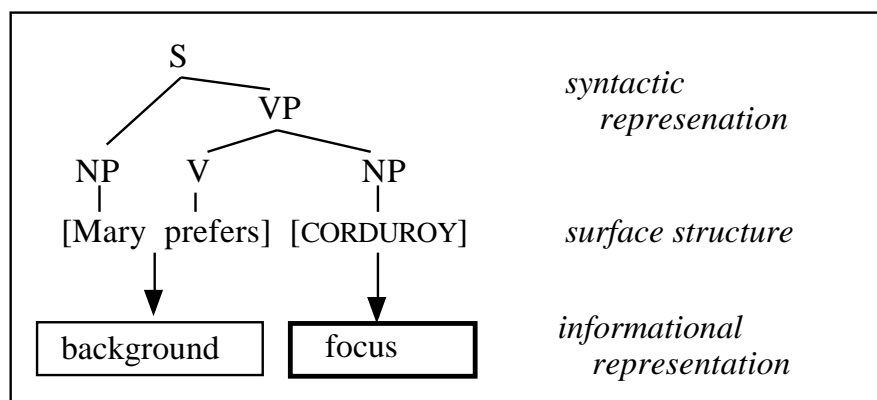 S
syntactic
VP
represenation
NP V NP
[Mary prefers] [CORDUROY] surface structure
informational
background focus
representation